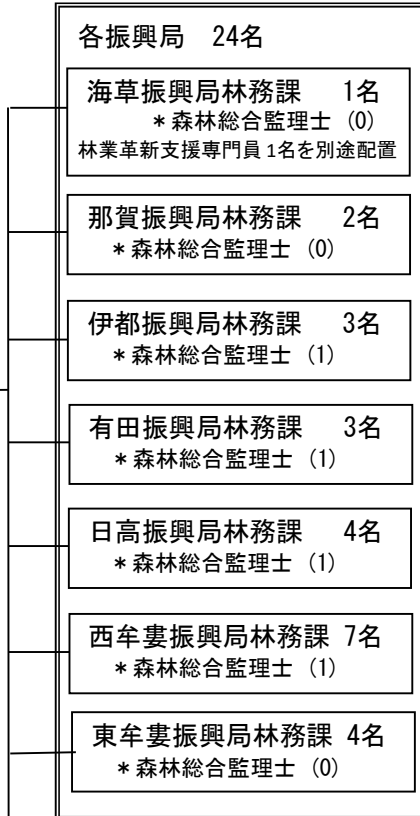 各振興局　24名
海草振興局林務課　1名
＊森林総合監理士（0）
林業革新支援専門員1名を別途配置
那賀振興局林務課　2名
＊森林総合監理士（0）
伊都振興局林務課　3名
＊森林総合監理士（1）
有田振興局林務課　3名
＊森林総合監理士（1）
日高振興局林務課　4名
＊森林総合監理士（1）
西牟婁振興局林務課 7名
＊森林総合監理士（1）
東牟婁振興局林務課 4名
＊森林総合監理士（0）